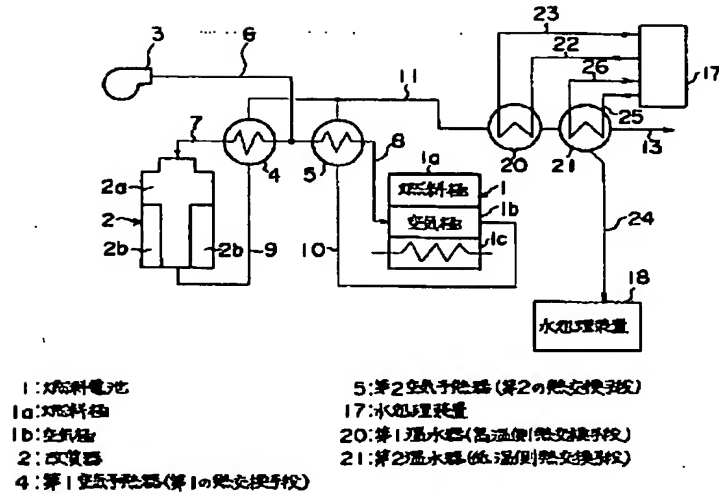 3
6
23
22
26
17
11
25
7
8
13
4
5
20
21
1a
2a
燃料極
1
1b
2
空気極
24
2b
2b
9
10
1c
18
水処理装置
1:燃料電池
1a:燃料極
1b:空気極
2:改質器
4:第1空気予熱器(第1の熱交換手段)
5:第2空気予熱器(第2の熱交換手段)
17:水処理装置
20:第1温水器(高温側熱交換手段)
21:第2温水器(低温側熱交換手段)